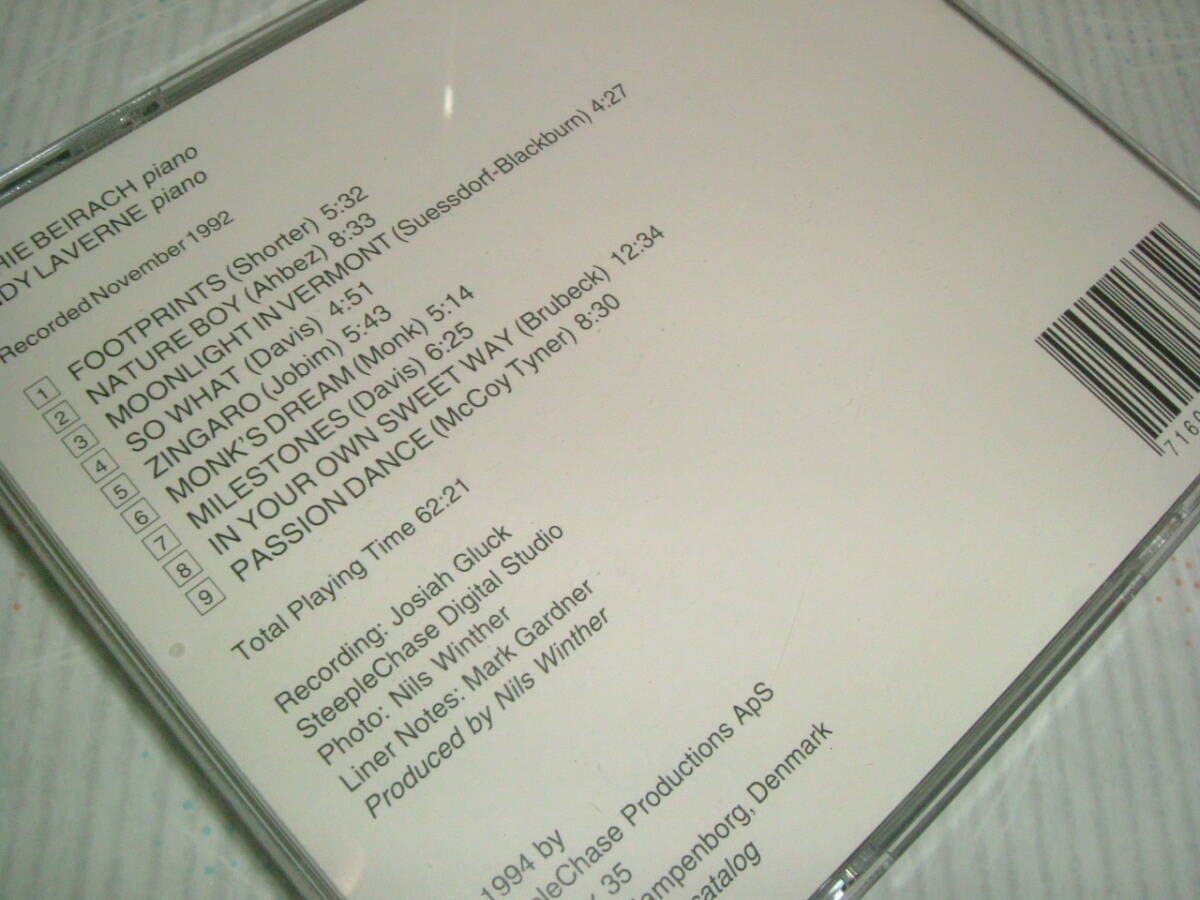 HIE BEIRACH piano
DY LAVERNE piano
Recorded November 1992
1 FOOTPRINTS (Shorter) 5:32
2 NATURE BOY (Ahbez) 8:33
3 MOONLIGHT IN VERMONT (Suessdorf-Blackburn) 4:27
4 SO WHAT (Davis) 4:51
5 ZINGARO (Jobim) 5:43
6 MONK'S DREAM (Monk) 5:14
7 MILESTONES (Davis) 6:25
8 IN YOUR OWN SWEET WAY (Brubeck) 12:34
9 PASSION DANCE (McCoy Tyner) 8:30
Total Playing Time 62:21
Recording: Josiah Gluck
SteepleChase Digital Studio
Photo: Nils Winther
Liner Notes: Mark Gardner
Produced by Nils Winther
1994 by
epleChase Productions ApS
35
ampenborg, Denmark
catalog
716